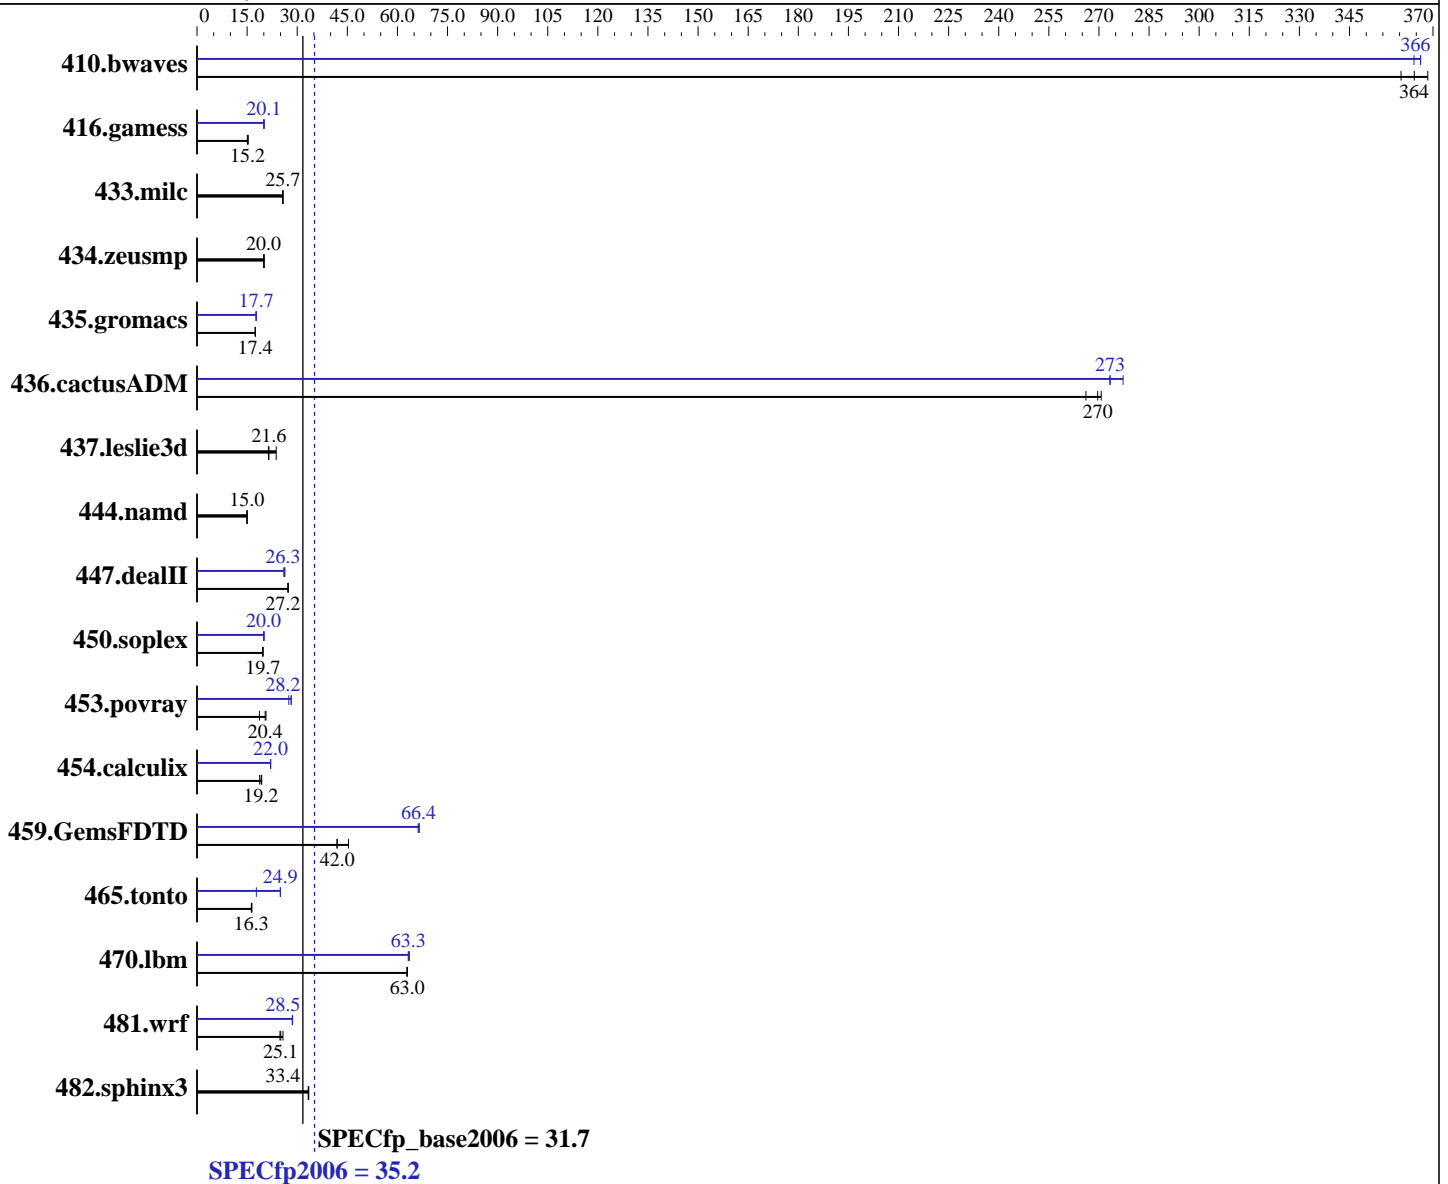 0 15.0 30.0 45.0 60.0 75.0 90.0 105 120 135 150 165 180 195 210 225 240 255 270 285 300 315 330 345 370
366
410.bwaves
364
20.1
416.gamess
15.2
25.7
433.milc
20.0
434.zeusmp
17.7
435.gromacs
17.4
273
436.cactusADM
270
21.6
437.leslie3d
15.0
444.namd
26.3
447.dealII
27.2
20.0
450.soplex
19.7
28.2
453.povray
20.4
22.0
454.calculix
19.2
66.4
459.GemsFDTD
42.0
24.9
465.tonto
16.3
63.3
470.lbm
63.0
28.5
481.wrf
25.1
33.4
482.sphinx3
SPECfp_base2006 = 31.7
SPECfp2006 = 35.2